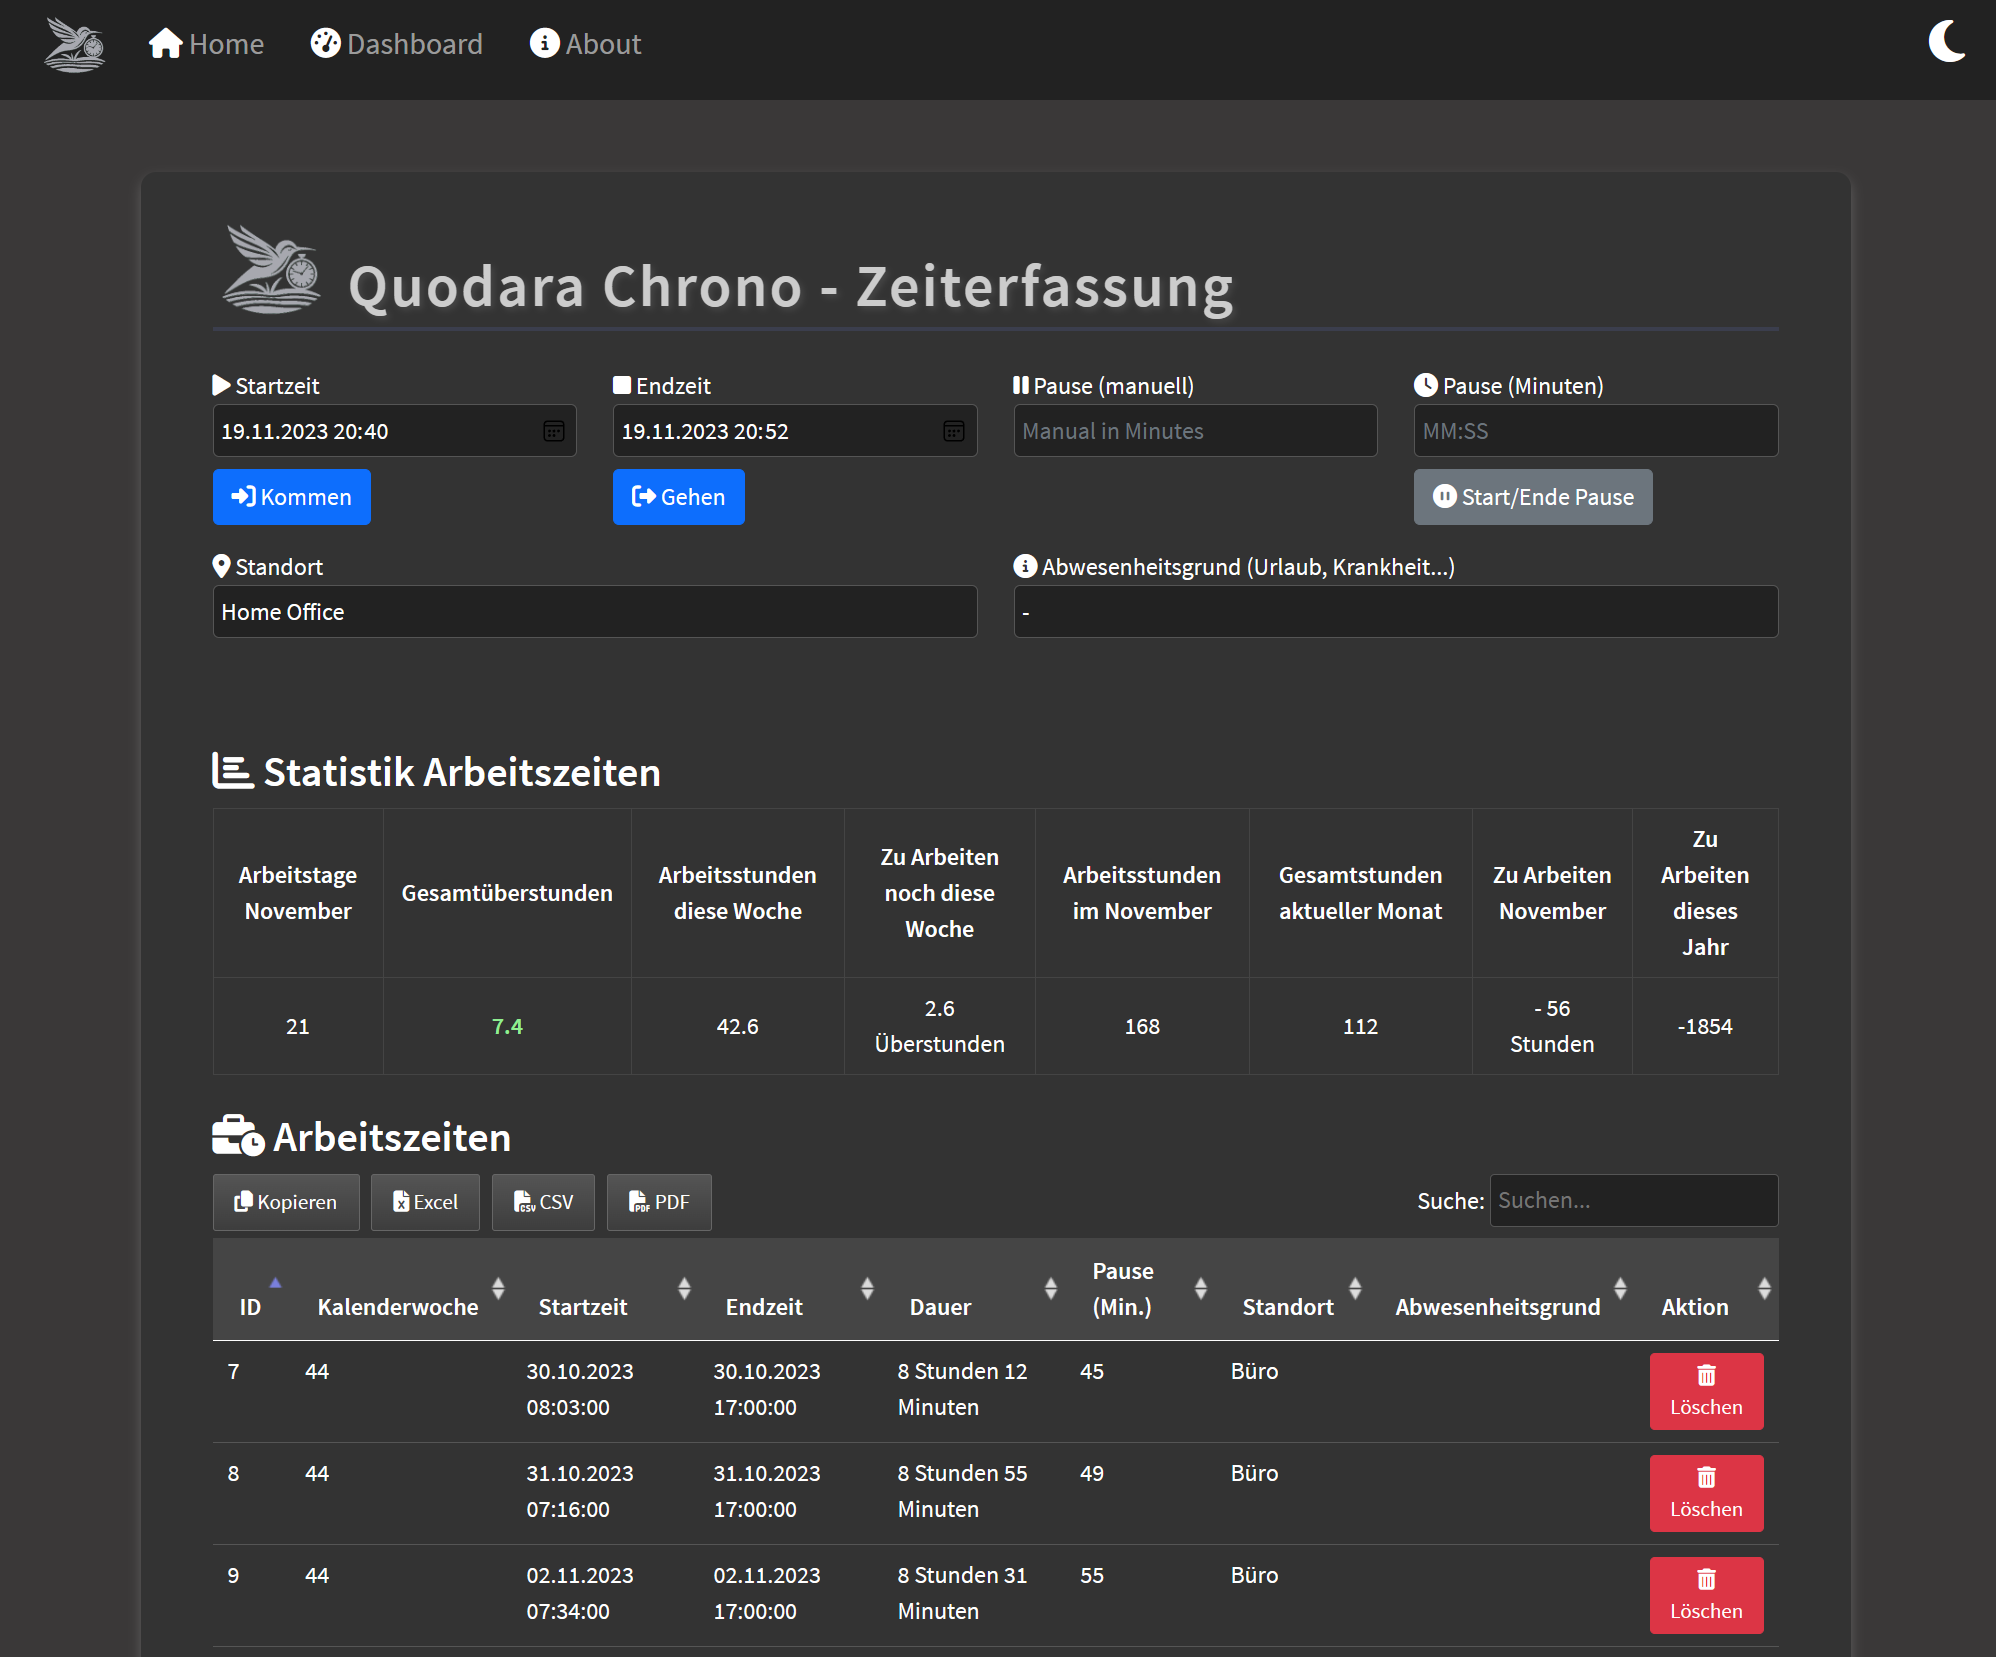 Home Dashboard About
Quodara Chrono - Zeiterfassung
Startzeit Endzeit Pause (manuell) Pause (Minuten)
19.11.2023 20:40 19.11.2023 20:52 Manual in Minutes MM:SS
Kommen Gehen Start/Ende Pause
Standort Abwesenheitsgrund (Urlaub, Krankheit...)
Home Office -
Statistik Arbeitszeiten
Arbeitstage
November
Gesamtüberstunden
Arbeitsstunden
diese Woche
Zu Arbeiten
noch diese
Woche
Arbeitsstunden
im November
Gesamtstunden
aktueller Monat
Zu Arbeiten
November
Zu
Arbeiten
dieses
Jahr
21
7.4
42.6
2.6
Überstunden
168
112
- 56
Stunden
-1854
Arbeitszeiten
Kopieren Excel CSV PDF Suche: Suchen...
ID
Kalenderwoche
Startzeit
Endzeit
Dauer
Pause
(Min.)
Standort
Abwesenheitsgrund
Aktion
7
44
30.10.2023
08:03:00
30.10.2023
17:00:00
8 Stunden 12
Minuten
45
Büro
Löschen
8
44
31.10.2023
07:16:00
31.10.2023
17:00:00
8 Stunden 55
Minuten
49
Büro
Löschen
9
44
02.11.2023
07:34:00
02.11.2023
17:00:00
8 Stunden 31
Minuten
55
Büro
Löschen